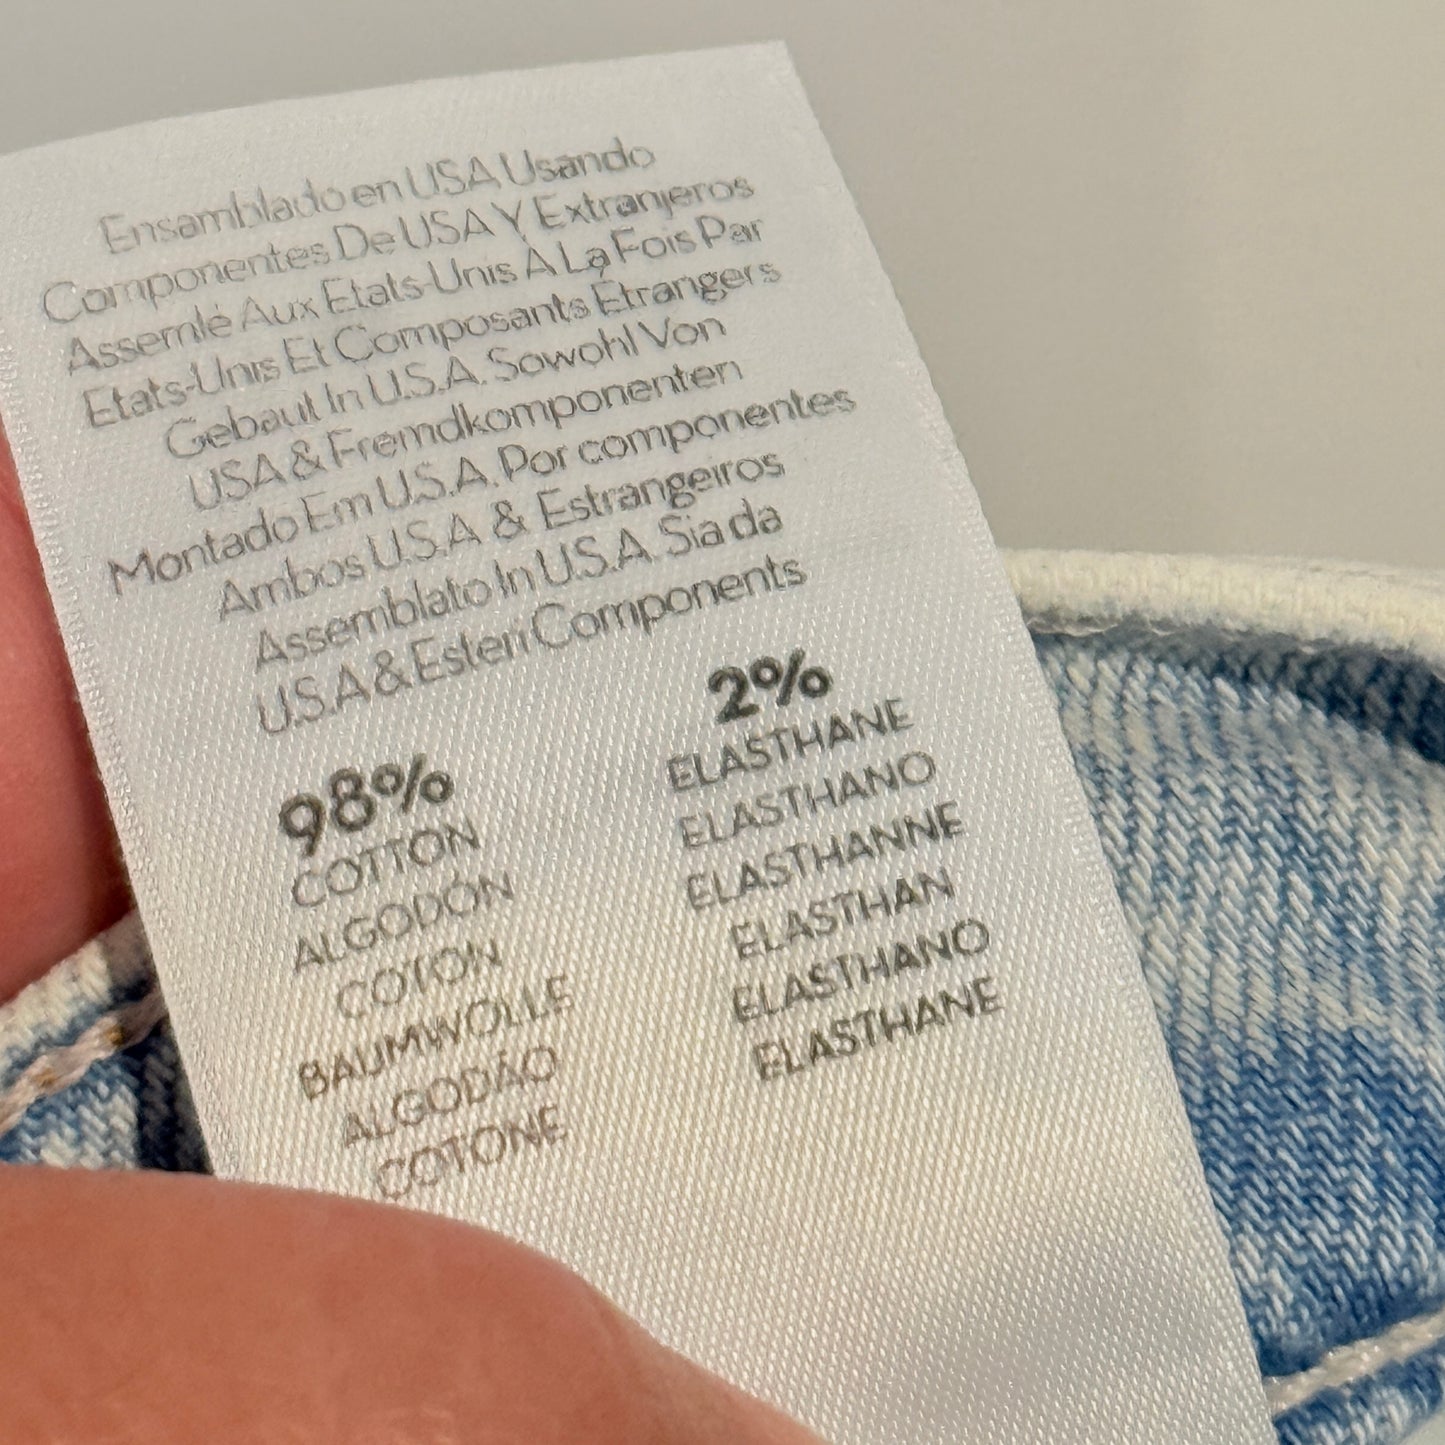 Ensamblado en USA Usando
Componentes De USA Y Extranjeros
Assemlé Aux Etats-Unis À La Fois Par
Etats-Unis Et Composants Étrangers
Gebaut In U.S.A. Sowohl Von
USA & Fremdkomponenten
Montado Em U.S.A. Por componentes
Ambos U.S.A & Estrangeiros
Assemblato In U.S.A. Sia da
U.S.A & Esteri Components
98%
COTTON
ALGODÓN
COTON
BAUMWOLLE
ALGODÃO
COTONE
2%
ELASTHANE
ELASTHANO
ELASTHANNE
ELASTHAN
ELASTHANO
ELASTHANE